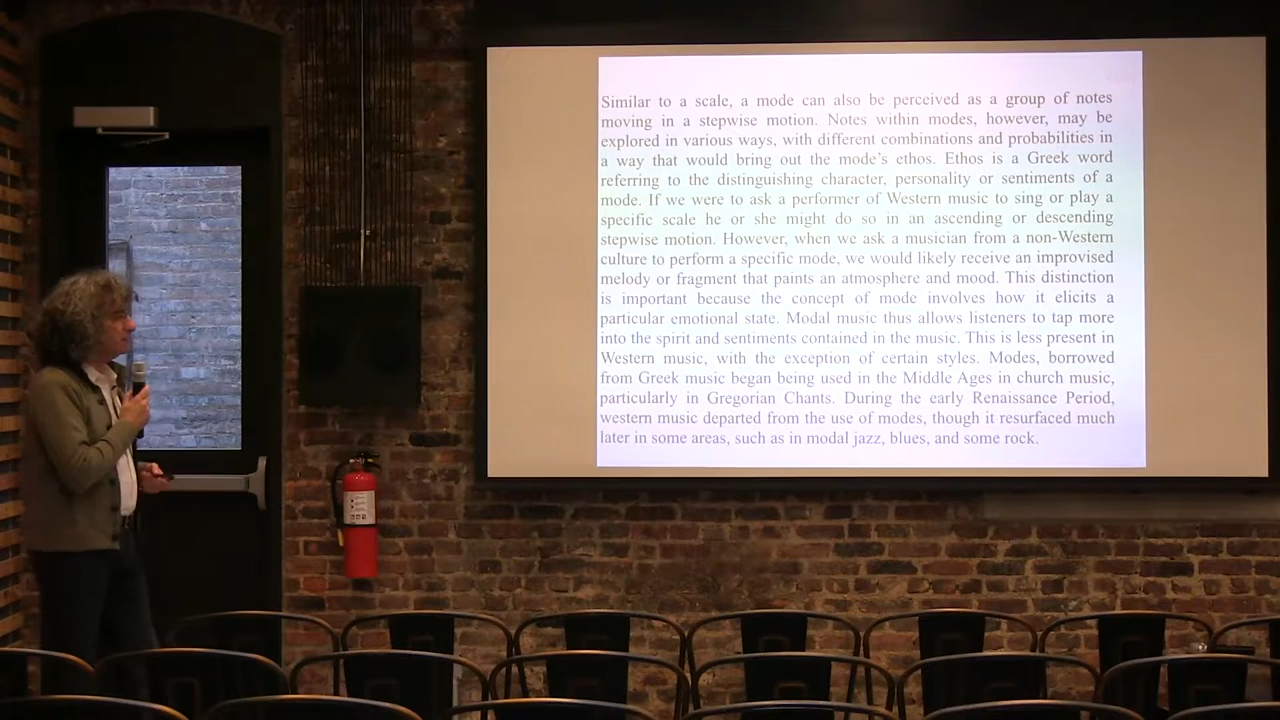 Similar to a scale, a mode can also be perceived as a group of notes
moving in a stepwise motion. Notes within modes, however, may be
explored in various ways, with different combinations and probabilities in
a way that would bring out the mode's ethos. Ethos is a Greek word
referring to the distinguishing character, personality or sentiments of a
mode. If we were to ask a performer of Western music to sing or play a
specific scale he or she might do so in an ascending or descending
stepwise motion. However, when we ask a musician from a non-Western
culture to perform a specific mode, we would likely receive an improvised
melody or fragment that paints an atmosphere and mood. This distinction
is important because the concept of mode involves how it elicits a
particular emotional state. Modal music thus allows listeners to tap more
into the spirit and sentiments contained in the music. This is less present in
Western music, with the exception of certain styles. Modes, borrowed
from Greek music began being used in the Middle Ages in church music,
particularly in Gregorian Chants. During the early Renaissance Period,
western music departed from the use of modes, though it resurfaced much
later in some areas, such as in modal jazz, blues, and some rock.